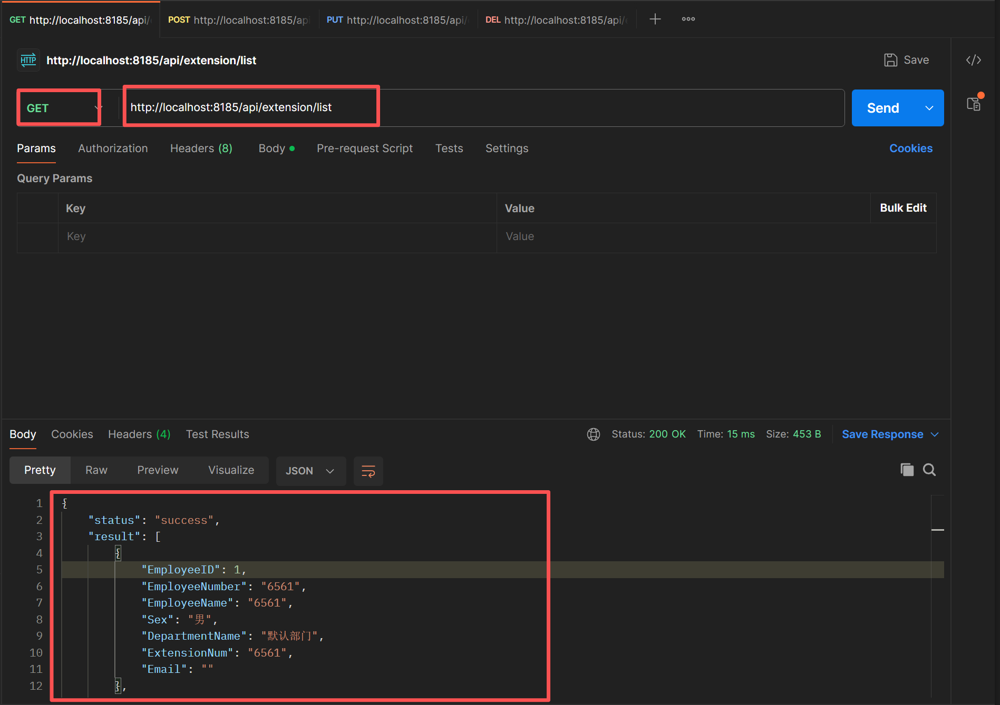 GET http://localhost:8185/api/ POST http://localhost:8185/api PUT http://localhost:8185/api/ DEL http://localhost:8185/api/
HTTP http://localhost:8185/api/extension/list Save </>
GET http://localhost:8185/api/extension/list Send
Params Authorization Headers (8) Body Pre-request Script Tests Settings Cookies
Query Params
Key Value Bulk Edit
Key Value
Body Cookies Headers (4) Test Results Status: 200 OK Time: 15 ms Size: 453 B Save Response
Pretty Raw Preview Visualize JSON
1 {
2 "status": "success",
3 "result": [
4 {
5 "EmployeeID": 1,
6 "EmployeeNumber": "6561",
7 "EmployeeName": "6561",
8 "Sex": "男",
9 "DepartmentName": "默认部门",
10 "ExtensionNum": "6561",
11 "Email": ""
12 },